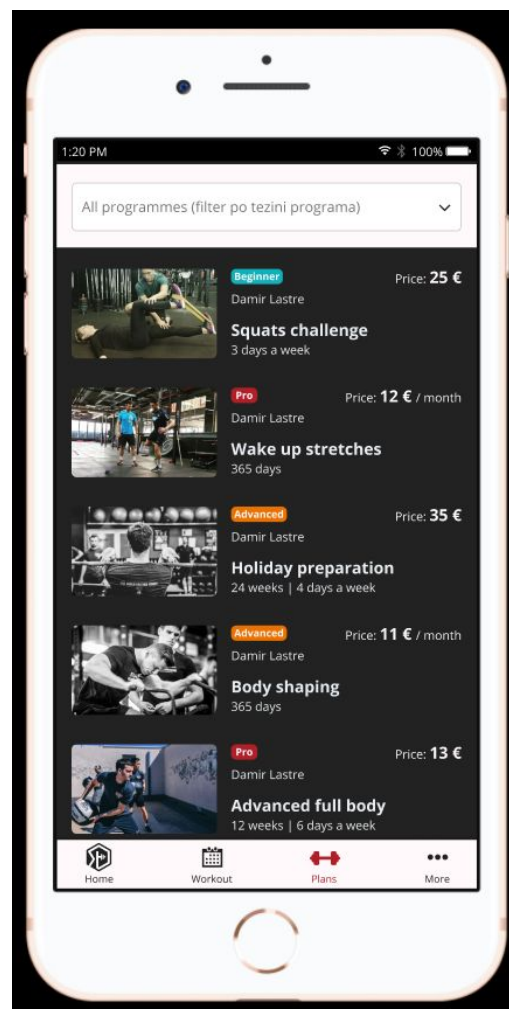 1:20 PM 100%
All programmes (filter po tezini programa)
Beginner Price: 25 €
Damir Lastre
Squats challenge
3 days a week
Pro Price: 12 € / month
Damir Lastre
Wake up stretches
365 days
Advanced Price: 35 €
Damir Lastre
Holiday preparation
24 weeks | 4 days a week
Advanced Price: 11 € / month
Damir Lastre
Body shaping
365 days
Pro Price: 13 €
Damir Lastre
Advanced full body
12 weeks | 6 days a week
Home Workout Plans More